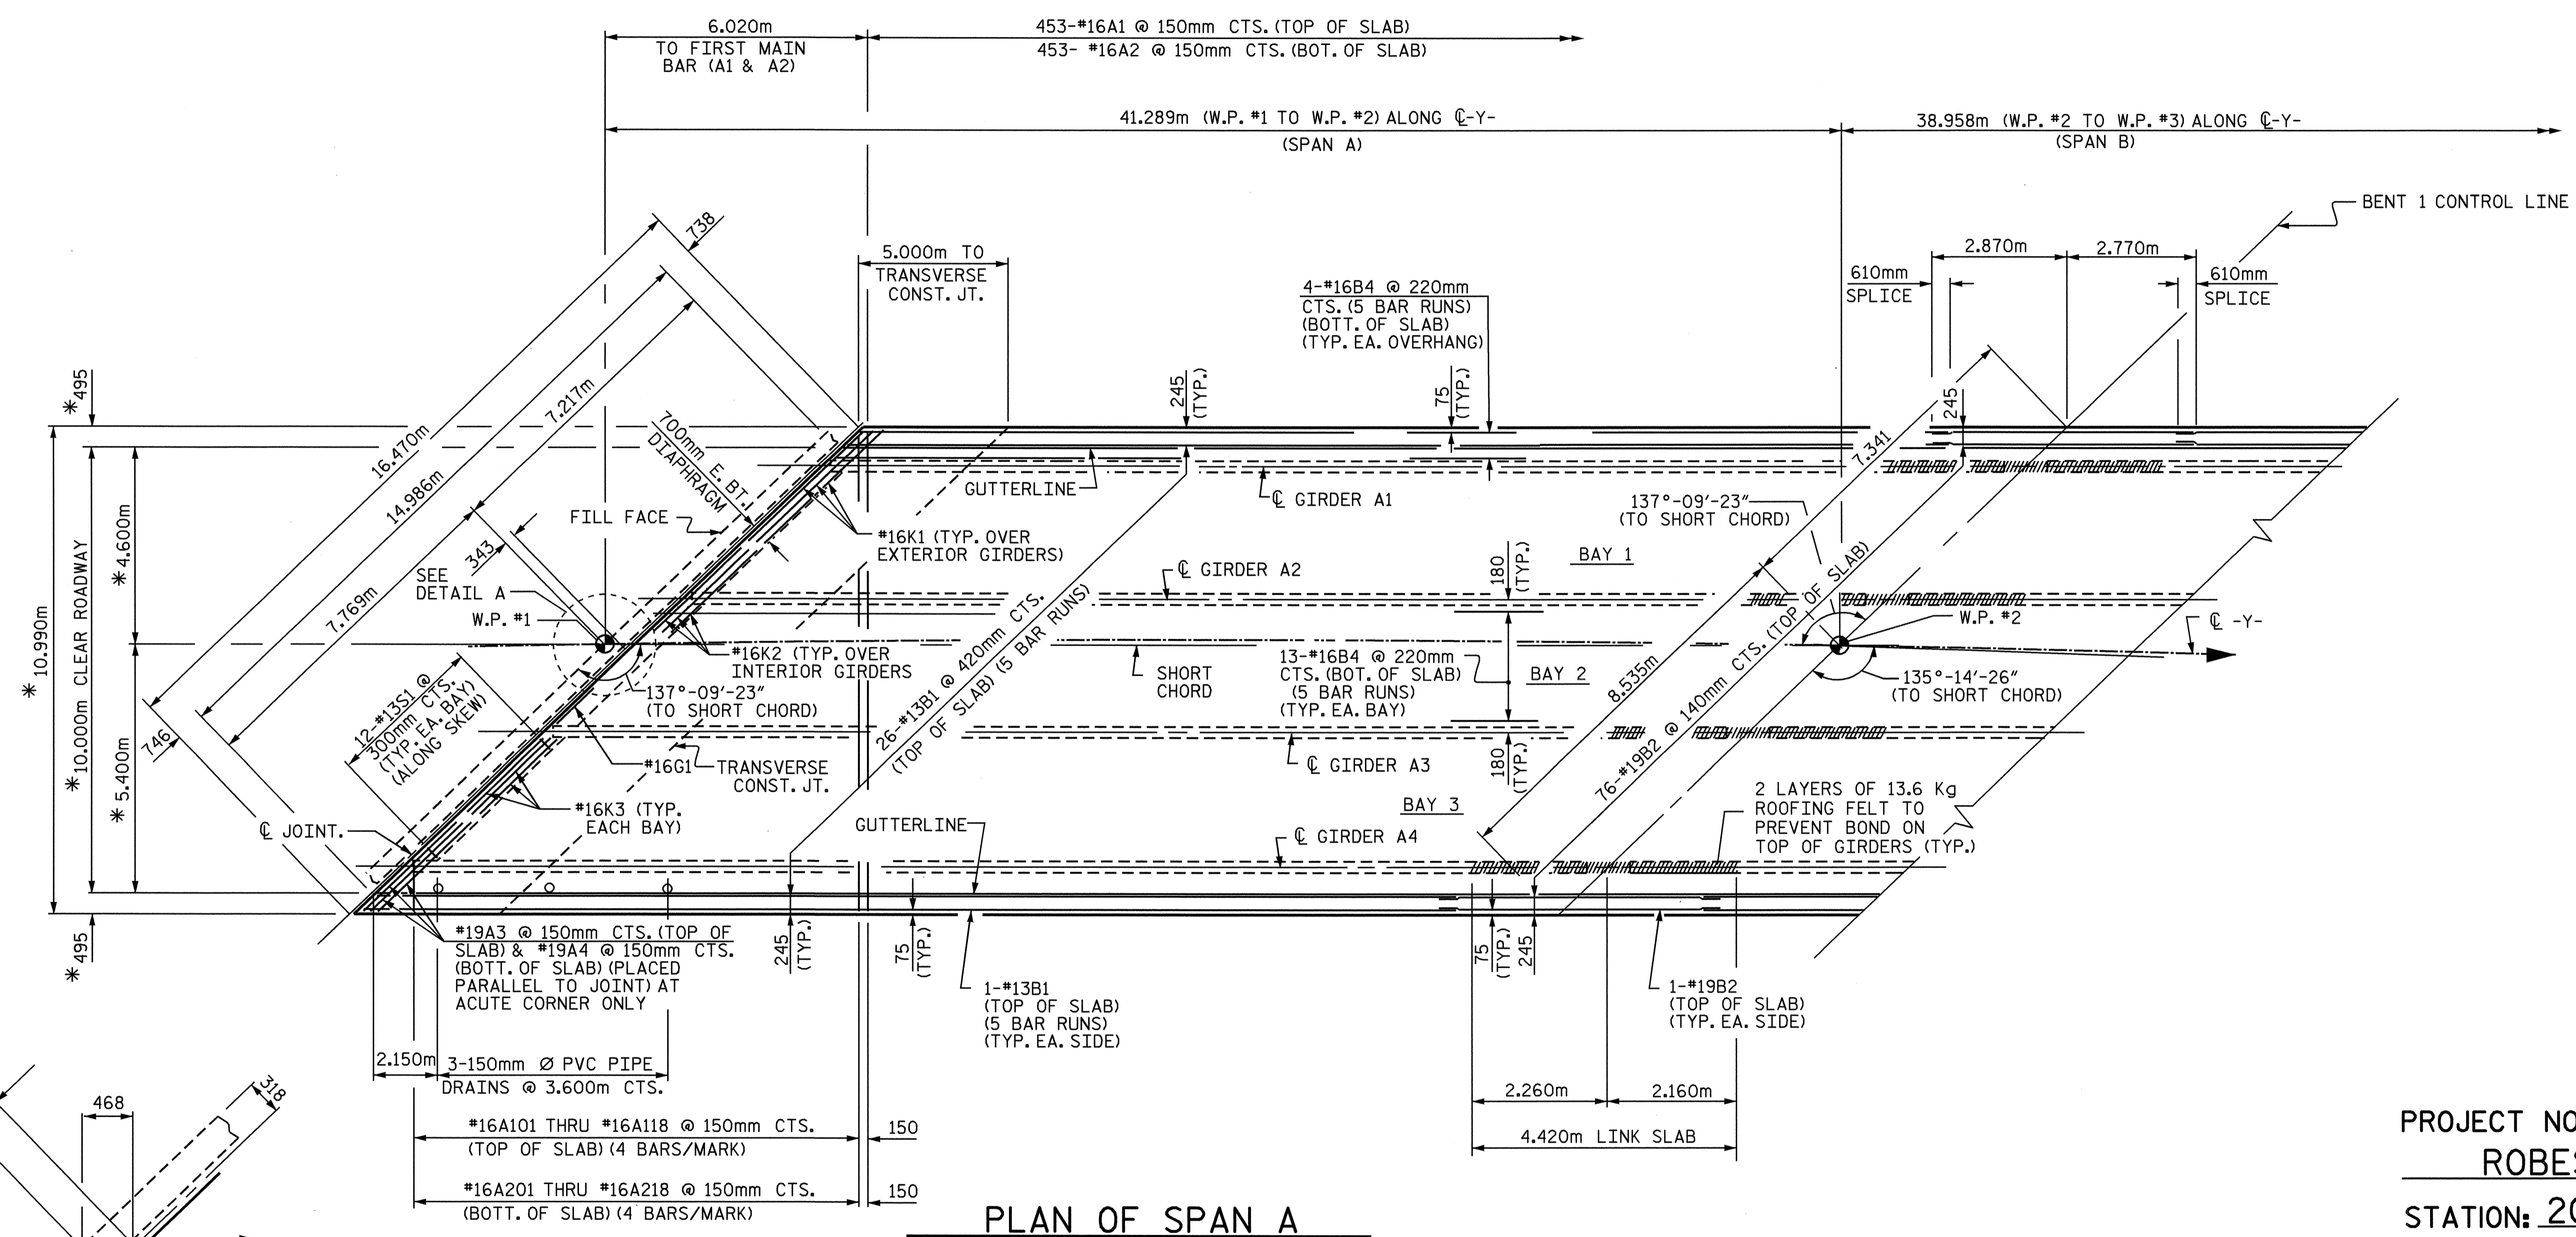 6.020m
TO FIRST MAIN
BAR (A1 & A2)
453-#16A1 @ 150mm CTS. (TOP OF SLAB)
453- #16A2 @ 150mm CTS. (BOT. OF SLAB)
41.289m (W.P. #1 TO W.P. #2) ALONG ℄-Y-
(SPAN A)
38.958m (W.P. #2 TO W.P. #3) ALONG ℄-Y-
(SPAN B)
BENT 1 CONTROL LINE
738
5.000m TO
TRANSVERSE
CONST. JT.
4-#16B4 @ 220mm
CTS. (5 BAR RUNS)
(BOTT. OF SLAB)
(TYP. EA. OVERHANG)
2.870m
2.770m
610mm
SPLICE
610mm
SPLICE
*495
16.470m
14.986m
7.217m
7.769m
343
746
700mm E. BT.
DIAPHRAGM
FILL FACE
245
(TYP.)
75
(TYP.)
245
7.341
GUTTERLINE
℄ GIRDER A1
137°-09'-23"
(TO SHORT CHORD)
#16K1 (TYP. OVER
EXTERIOR GIRDERS)
BAY 1
*10.990m
*10.000m CLEAR ROADWAY
*4.600m
*5.400m
SEE
DETAIL A
W.P. #1
℄ GIRDER A2
180
(TYP.)
W.P. #2
℄ -Y-
#16K2 (TYP. OVER
INTERIOR GIRDERS
SHORT
CHORD
13-#16B4 @ 220mm
CTS. (BOT. OF SLAB)
(5 BAR RUNS)
(TYP. EA. BAY)
BAY 2
137°-09'-23"
(TO SHORT CHORD)
135°-14'-26"
(TO SHORT CHORD)
12-#13S1 @
300mm CTS.
(TYP. EA. BAY)
(ALONG SKEW)
26-#13B1 @ 420mm CTS.
(TOP OF SLAB) (5 BAR RUNS)
8.535m
76-#19B2 @ 140mm CTS. (TOP OF SLAB)
#16G1
TRANSVERSE
CONST. JT.
℄ GIRDER A3
180
(TYP.)
#16K3 (TYP.
EACH BAY)
BAY 3
2 LAYERS OF 13.6 Kg
ROOFING FELT TO
PREVENT BOND ON
TOP OF GIRDERS (TYP.)
℄ JOINT.
GUTTERLINE
℄ GIRDER A4
*495
#19A3 @ 150mm CTS. (TOP OF
SLAB) & #19A4 @ 150mm CTS.
(BOTT. OF SLAB) (PLACED
PARALLEL TO JOINT) AT
ACUTE CORNER ONLY
245
(TYP.)
75
(TYP.)
1-#13B1
(TOP OF SLAB)
(5 BAR RUNS)
(TYP. EA. SIDE)
75
(TYP.)
245
1-#19B2
(TOP OF SLAB)
(TYP. EA. SIDE)
2.150m
3-150mm Ø PVC PIPE
DRAINS @ 3.600m CTS.
2.260m
2.160m
4.420m LINK SLAB
468
318
#16A101 THRU #16A118 @ 150mm CTS.
(TOP OF SLAB) (4 BARS/MARK)
150
#16A201 THRU #16A218 @ 150mm CTS.
(BOTT. OF SLAB) (4 BARS/MARK)
150
PLAN OF SPAN A
PROJECT NO
ROBES
STATION: 20